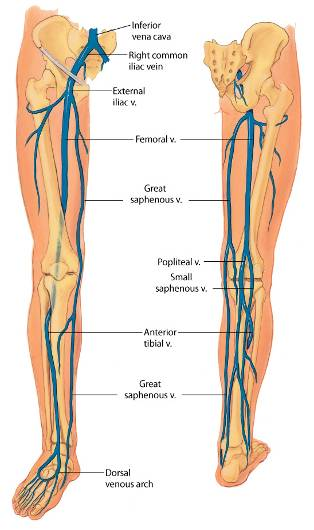 Inferior
vena cava
Right common
iliac vein
External
iliac v.
Femoral v.
Great
saphenous v.
Popliteal v.
Small
saphenous v.
Anterior
tibial v.
Great
saphenous v.
Dorsal
venous arch